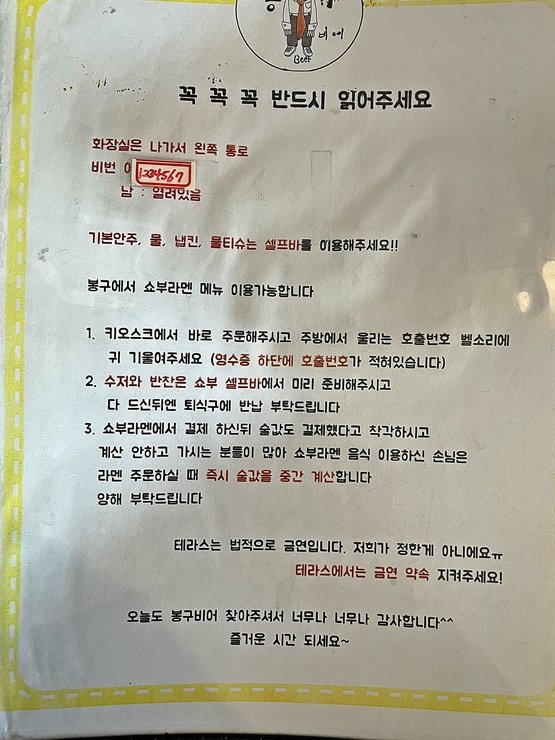 Beef
꼭 꼭 꼭 반드시 읽어주세요
화장실은 나가서 왼쪽 통로
비번 1234567
남 : 열려있음
기본안주, 물, 냅킨, 물티슈는 셀프바를 이용해주세요!!
봉구에서 쇼부라멘 메뉴 이용가능합니다
1. 키오스크에서 바로 주문해주시고 주방에서 울리는 호출번호 벨소리에
귀 기울여주세요 (영수증 하단에 호출번호가 적혀있습니다)
2. 수저와 반찬은 쇼부 셀프바에서 미리 준비해주시고
다 드신뒤엔 퇴식구에 반납 부탁드립니다
3. 쇼부라멘에서 결제 하신뒤 술값도 결제했다고 착각하시고
계산 안하고 가시는 분들이 많아 쇼부라멘 음식 이용하신 손님은
라멘 주문하실 때 즉시 술값을 중간 계산합니다
양해 부탁드립니다
테라스는 법적으로 금연입니다. 저희가 정한게 아니에요ㅠ
테라스에서는 금연 약속 지켜주세요!
오늘도 봉구비어 찾아주셔서 너무나 너무나 감사합니다^^
즐거운 시간 되세요~